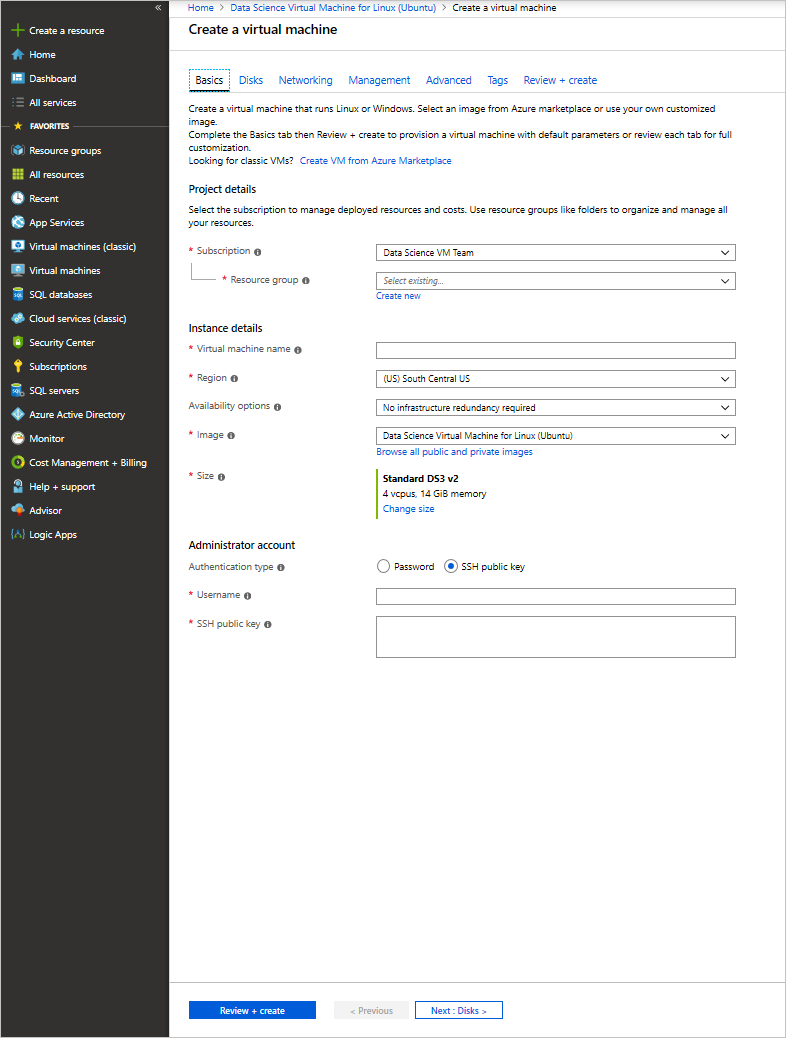 «
Create a resource
Home
Dashboard
All services
FAVORITES
Resource groups
All resources
Recent
App Services
Virtual machines (classic)
Virtual machines
SQL databases
Cloud services (classic)
Security Center
Subscriptions
SQL servers
Azure Active Directory
Monitor
Cost Management + Billing
Help + support
Advisor
Logic Apps
Home > Data Science Virtual Machine for Linux (Ubuntu) > Create a virtual machine
Create a virtual machine
Basics Disks Networking Management Advanced Tags Review + create
Create a virtual machine that runs Linux or Windows. Select an image from Azure marketplace or use your own customized
image.
Complete the Basics tab then Review + create to provision a virtual machine with default parameters or review each tab for full
customization.
Looking for classic VMs? Create VM from Azure Marketplace
Project details
Select the subscription to manage deployed resources and costs. Use resource groups like folders to organize and manage all
your resources.
* Subscription Data Science VM Team
* Resource group Select existing...
Create new
Instance details
* Virtual machine name
* Region (US) South Central US
Availability options No infrastructure redundancy required
* Image Data Science Virtual Machine for Linux (Ubuntu)
Browse all public and private images
* Size Standard DS3 v2
4 vcpus, 14 GiB memory
Change size
Administrator account
Authentication type Password SSH public key
* Username
* SSH public key
Review + create < Previous Next : Disks >